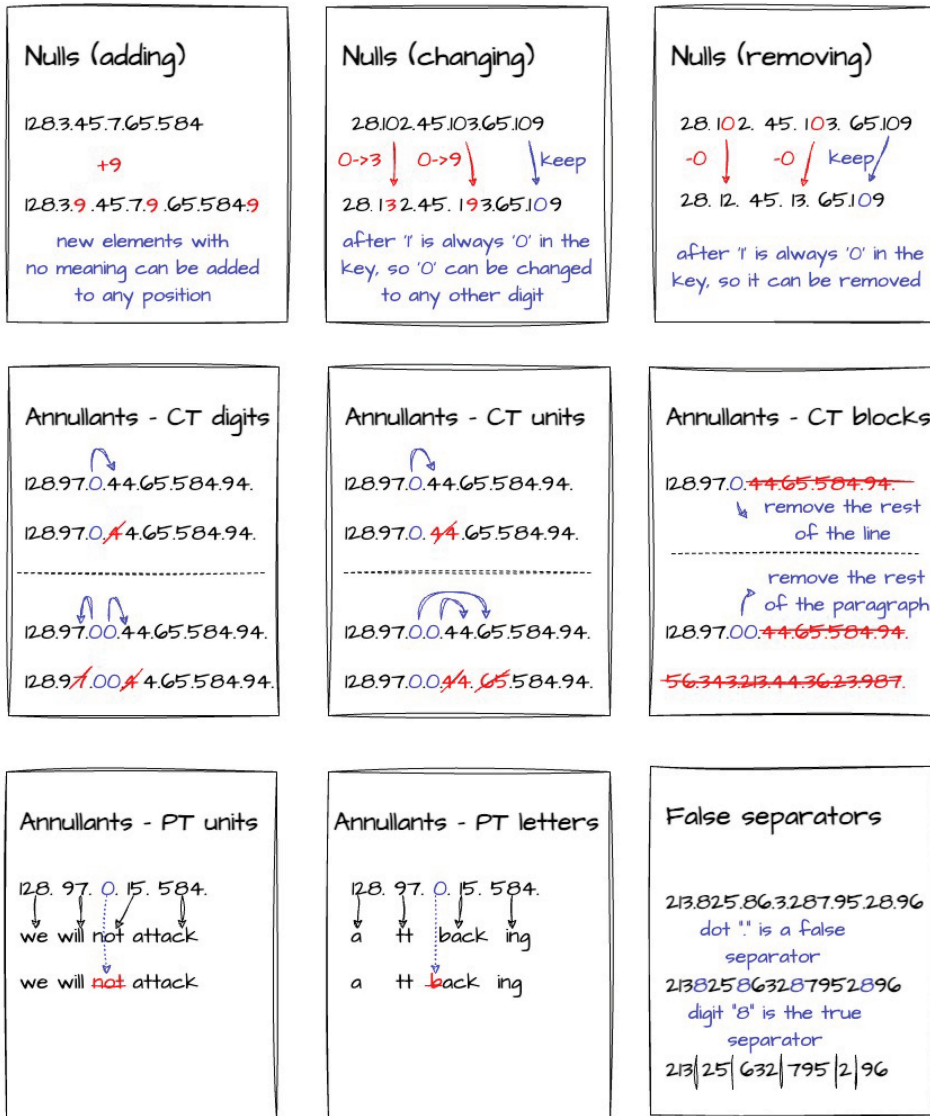 Nulls (adding)
128.3.45.7.65.584
+9
128.3.9.45.7.9.65.584.9
new elements with
no meaning can be added
to any position
Nulls (changing)
28.102.45.103.65.109
0->3 0->9 keep
28.132.45.193.65.109
after '1' is always '0' in the
key, so '0' can be changed
to any other digit
Nulls (removing)
28.102. 45. 103. 65.109
-0 -0 keep
28. 12. 45. 13. 65.109
after '1' is always '0' in the
key, so it can be removed
Annullants - CT digits
128.97.0.44.65.584.94.
128.97.0.44.65.584.94.
128.97.00.44.65.584.94.
128.97.00.44.65.584.94.
Annullants - CT units
128.97.0.44.65.584.94.
128.97.0.44.65.584.94.
128.97.0.0.44.65.584.94.
128.97.0.0.44.65.584.94.
Annullants - CT blocks
128.97.0.44.65.584.94.
remove the rest
of the line
remove the rest
of the paragraph
128.97.00.44.65.584.94.
56.343.213.44.36.23.987.
Annullants - PT units
128. 97. 0. 15. 584.
we will not attack
we will not attack
Annullants - PT letters
128. 97. 0. 15. 584.
a tt back ing
a tt back ing
False separators
213.825.86.3.287.95.28.96
dot "." is a false
separator
213825863287952896
digit "8" is the true
separator
213|25|632|795|2|96